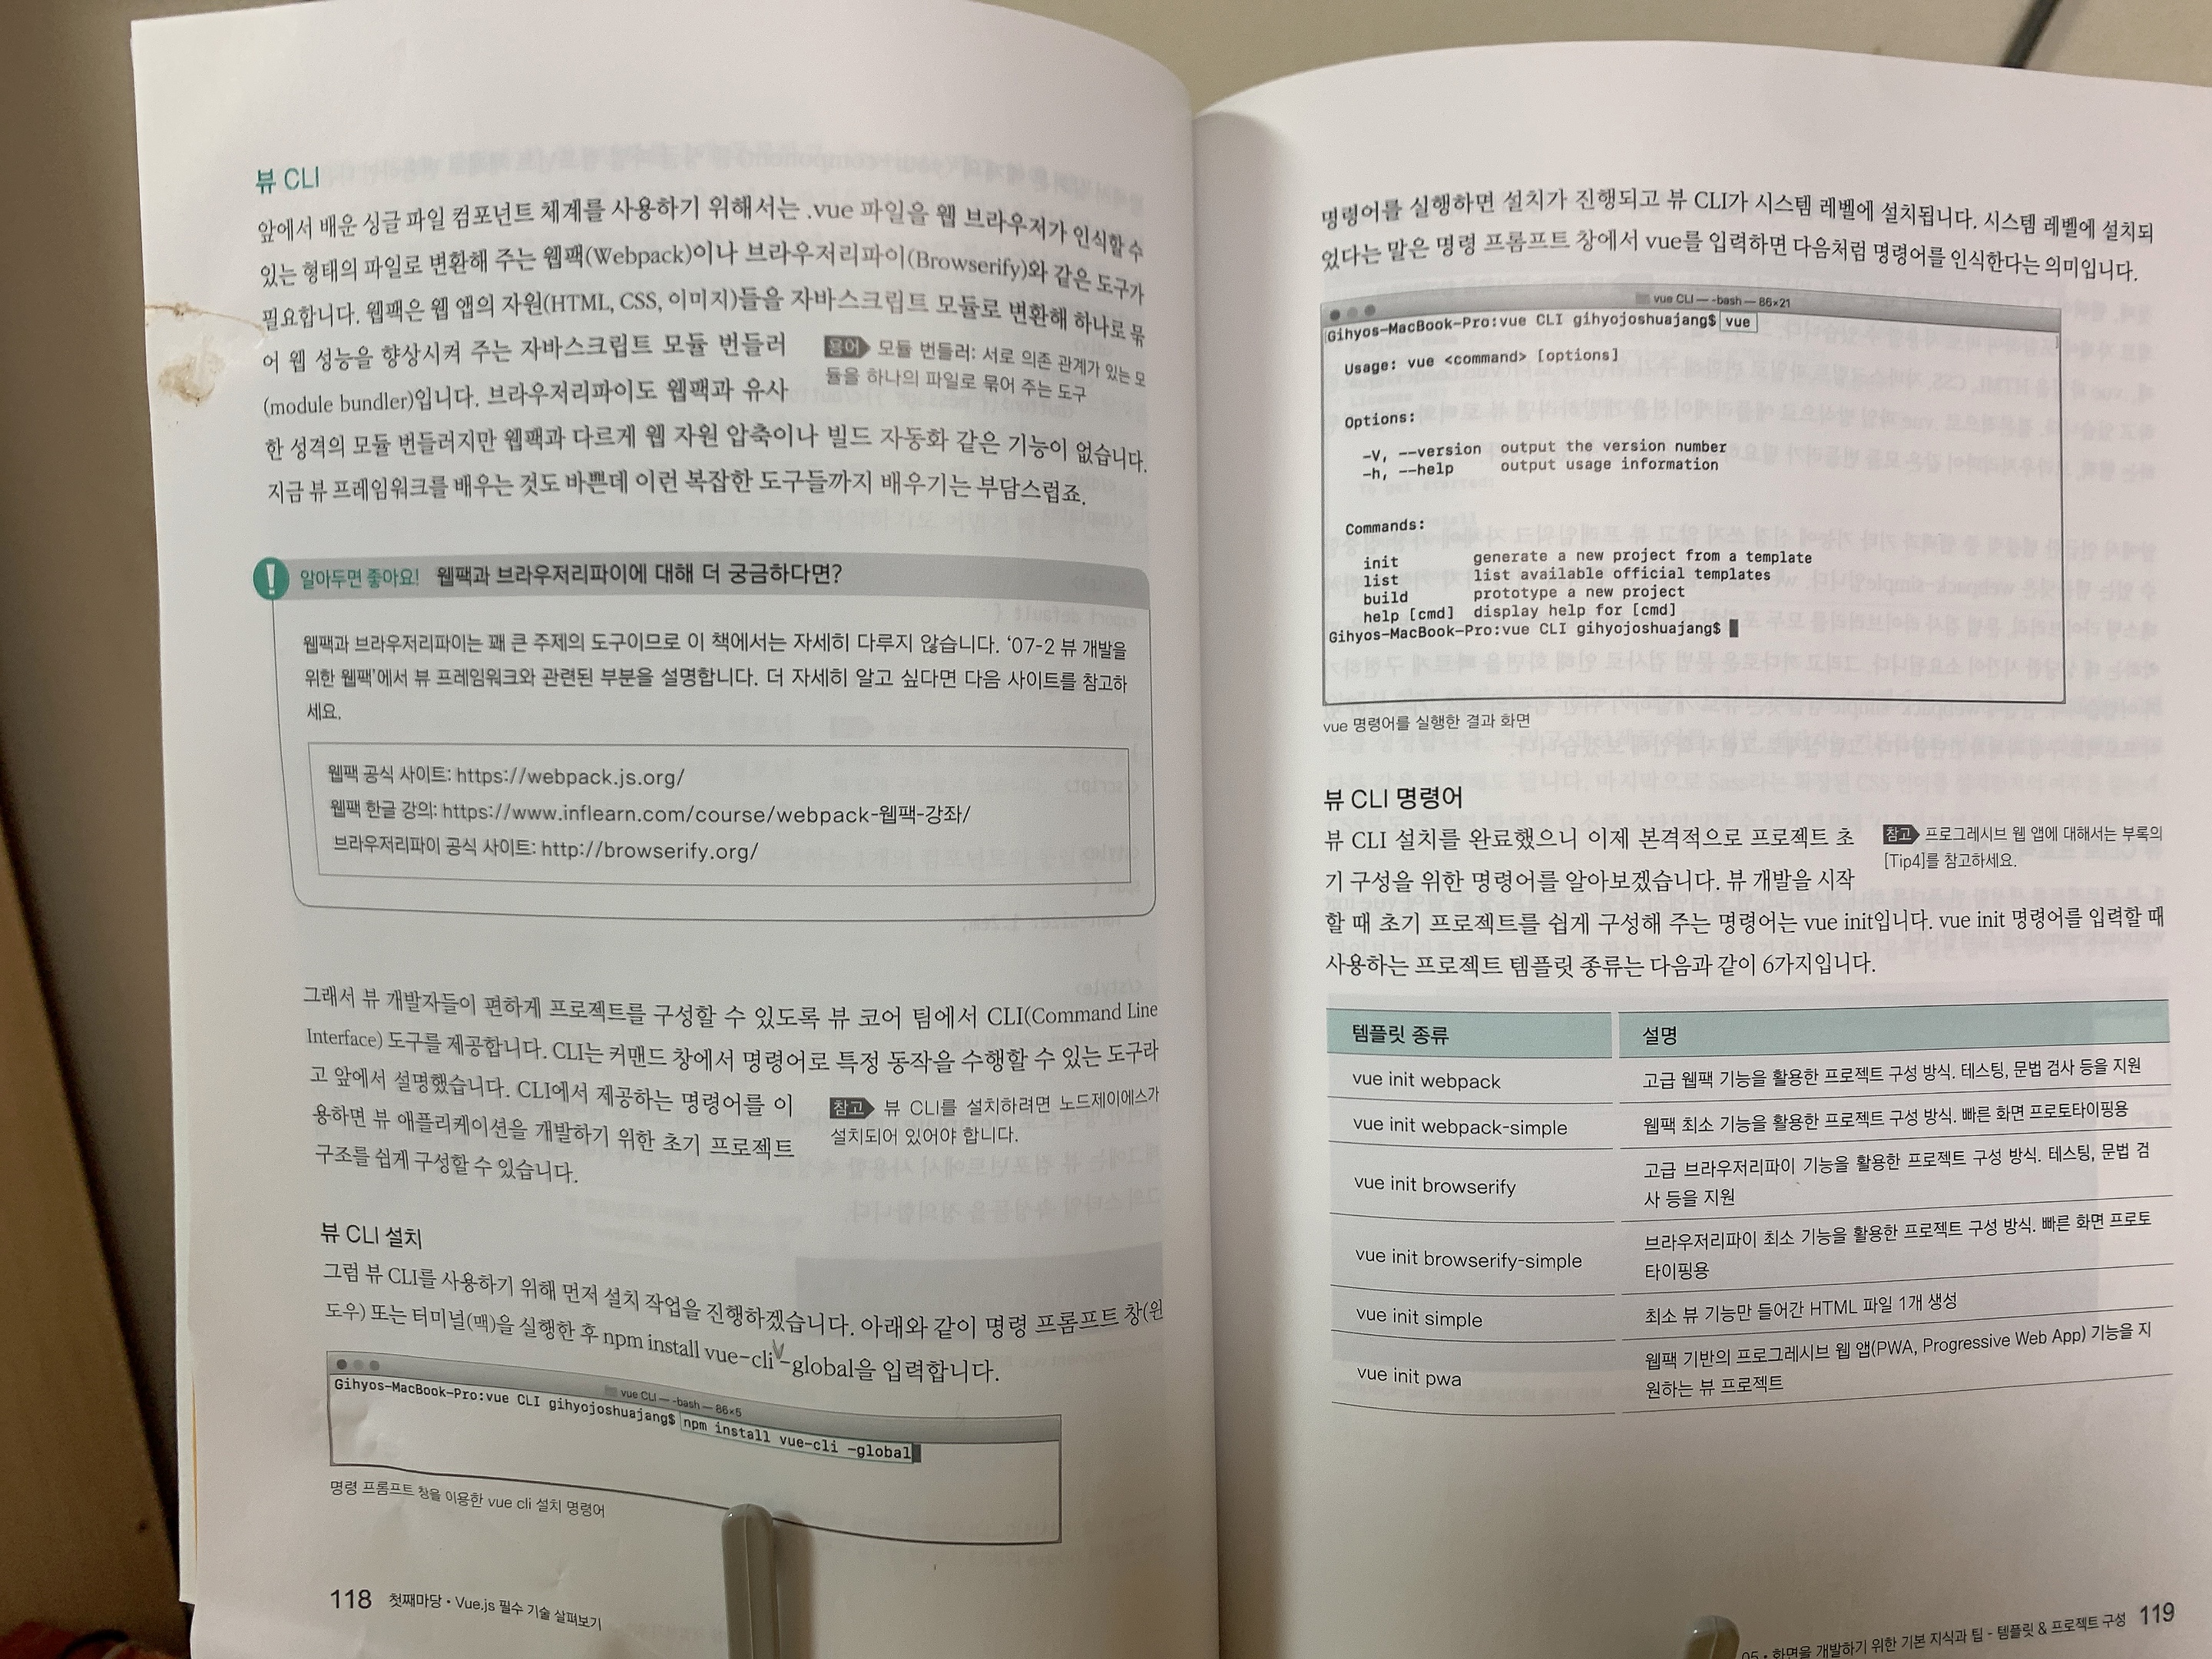 뷰 CLI
앞에서 배운 싱글 파일 컴포넌트 체계를 사용하기 위해서는 .vue 파일을 웹 브라우저가 인식할 수
있는 형태의 파일로 변환해 주는 웹팩(Webpack)이나 브라우저리파이(Browserify)와 같은 도구가
필요합니다. 웹팩은 웹 앱의 자원(HTML, CSS, 이미지)들을 자바스크립트 모듈로 변환해 하나로 묶
어 웹 성능을 향상시켜 주는 자바스크립트 모듈 번들러
(module bundler)입니다. 브라우저리파이도 웹팩과 유사
용어 모듈 번들러: 서로 의존 관계가 있는 모
듈을 하나의 파일로 묶어 주는 도구
한 성격의 모듈 번들러지만 웹팩과 다르게 웹 자원 압축이나 빌드 자동화 같은 기능이 없습니다.
지금 뷰 프레임워크를 배우는 것도 바쁜데 이런 복잡한 도구들까지 배우기는 부담스럽죠.
! 알아두면 좋아요! 웹팩과 브라우저리파이에 대해 더 궁금하다면?
웹팩과 브라우저리파이는 꽤 큰 주제의 도구이므로 이 책에서는 자세히 다루지 않습니다. '07-2 뷰 개발을
위한 웹팩'에서 뷰 프레임워크와 관련된 부분을 설명합니다. 더 자세히 알고 싶다면 다음 사이트를 참고하
세요.
웹팩 공식 사이트: https://webpack.js.org/
웹팩 한글 강의: https://www.inflearn.com/course/webpack-웹팩-강좌/
브라우저리파이 공식 사이트: http://browserify.org/
그래서 뷰 개발자들이 편하게 프로젝트를 구성할 수 있도록 뷰 코어 팀에서 CLI(Command Line
Interface) 도구를 제공합니다. CLI는 커맨드 창에서 명령어로 특정 동작을 수행할 수 있는 도구라
고 앞에서 설명했습니다. CLI에서 제공하는 명령어를 이
용하면 뷰 애플리케이션을 개발하기 위한 초기 프로젝트
구조를 쉽게 구성할 수 있습니다.
참고 뷰 CLI를 설치하려면 노드제이에스가
설치되어 있어야 합니다.
뷰 CLI 설치
그럼 뷰 CLI를 사용하기 위해 먼저 설치 작업을 진행하겠습니다. 아래와 같이 명령 프롬프트 창(윈
도우) 또는 터미널(맥)을 실행한 후 npm install vue-cli -global을 입력합니다.
vue CLI — -bash — 86×5
Gihyos-MacBook-Pro:vue CLI gihyojoshuajang$ npm install vue-cli -global
명령 프롬프트 창을 이용한 vue cli 설치 명령어
118 첫째마당 • Vue.js 필수 기술 살펴보기
명령어를 실행하면 설치가 진행되고 뷰 CLI가 시스템 레벨에 설치됩니다. 시스템 레벨에 설치되
었다는 말은 명령 프롬프트 창에서 vue를 입력하면 다음처럼 명령어를 인식한다는 의미입니다.
vue CLI — -bash — 86×21
Gihyos-MacBook-Pro:vue CLI gihyojoshuajang$ vue
Usage: vue <command> [options]
Options:
-V, --version output the version number
-h, --help output usage information
Commands:
init generate a new project from a template
list list available official templates
build prototype a new project
help [cmd] display help for [cmd]
Gihyos-MacBook-Pro:vue CLI gihyojoshuajang$
vue 명령어를 실행한 결과 화면
뷰 CLI 명령어
뷰 CLI 설치를 완료했으니 이제 본격적으로 프로젝트 초
기 구성을 위한 명령어를 알아보겠습니다. 뷰 개발을 시작
참고 프로그레시브 웹 앱에 대해서는 부록의
[Tip4]를 참고하세요.
할 때 초기 프로젝트를 쉽게 구성해 주는 명령어는 vue init입니다. vue init 명령어를 입력할 때
사용하는 프로젝트 템플릿 종류는 다음과 같이 6가지입니다.
템플릿 종류 설명
vue init webpack 고급 웹팩 기능을 활용한 프로젝트 구성 방식. 테스팅, 문법 검사 등을 지원
vue init webpack-simple 웹팩 최소 기능을 활용한 프로젝트 구성 방식. 빠른 화면 프로토타이핑용
vue init browserify 고급 브라우저리파이 기능을 활용한 프로젝트 구성 방식. 테스팅, 문법 검
사 등을 지원
vue init browserify-simple 브라우저리파이 최소 기능을 활용한 프로젝트 구성 방식. 빠른 화면 프로토
타이핑용
vue init simple 최소 뷰 기능만 들어간 HTML 파일 1개 생성
vue init pwa 웹팩 기반의 프로그레시브 웹 앱(PWA, Progressive Web App) 기능을 지
원하는 뷰 프로젝트
05 • 화면을 개발하기 위한 기본 지식과 팁 - 템플릿 & 프로젝트 구성 119